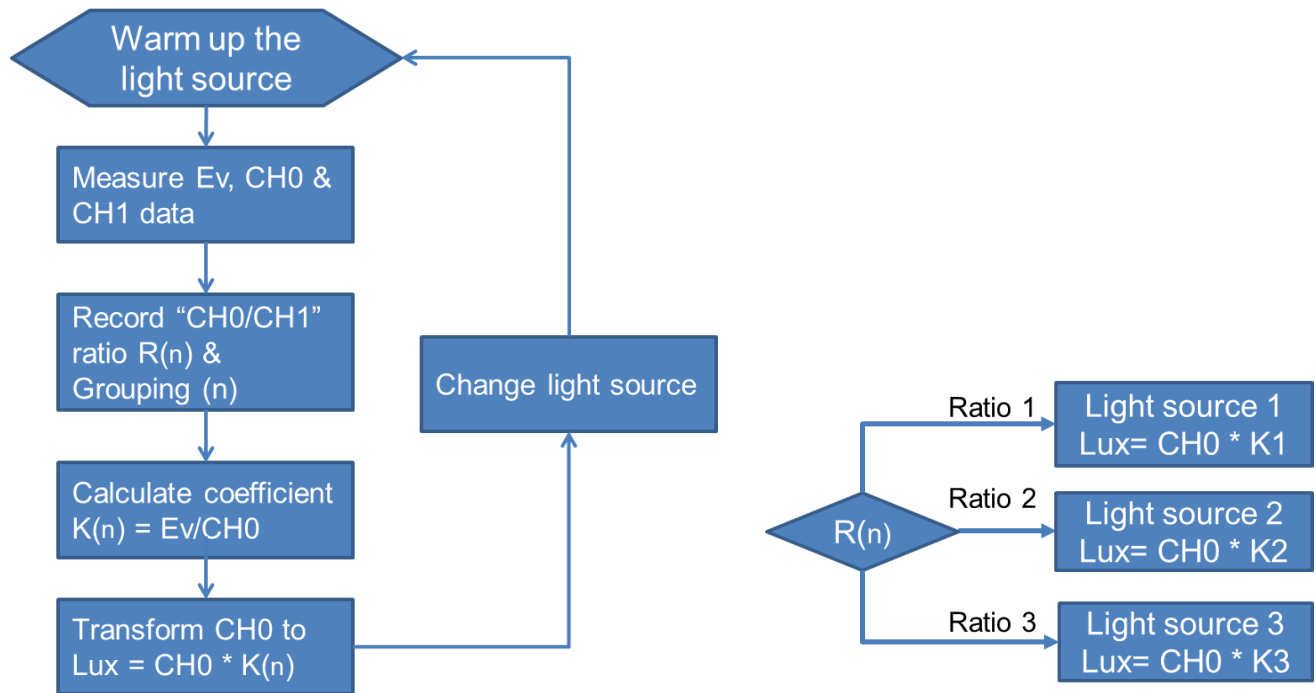 Warm up the
light source
Measure Ev, CH0 &
CH1 data
Record “CH0/CH1”
ratio R(n) &
Grouping (n)
Calculate coefficient
K(n) = Ev/CH0
Transform CH0 to
Lux = CH0 * K(n)
Change light source
R(n)
Ratio 1
Light source 1
Lux= CH0 * K1
Ratio 2
Light source 2
Lux= CH0 * K2
Ratio 3
Light source 3
Lux= CH0 * K3